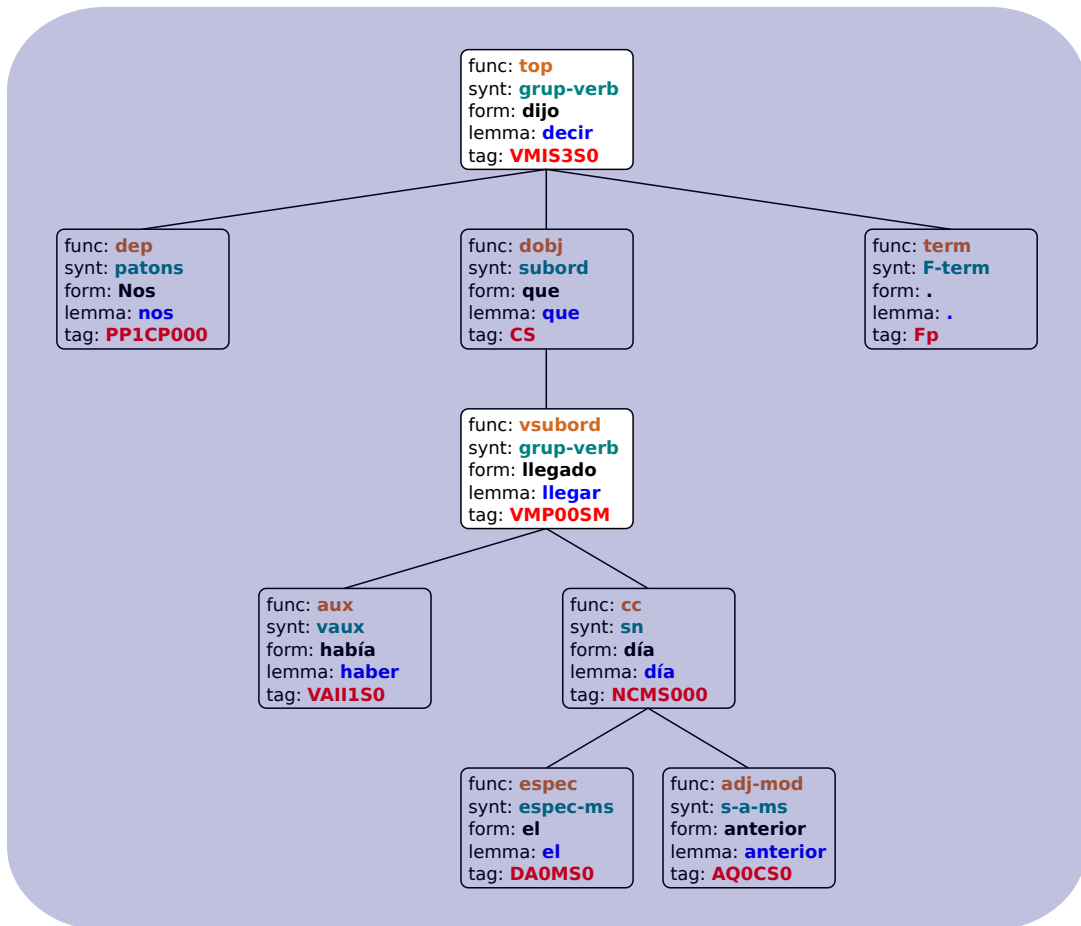 func: top
synt: grup-verb
form: dijo
lemma: decir
tag: VMIS3S0
func: dep
synt: patons
form: Nos
lemma: nos
tag: PP1CP000
func: dobj
synt: subord
form: que
lemma: que
tag: CS
func: term
synt: F-term
form: .
lemma: .
tag: Fp
func: vsubord
synt: grup-verb
form: llegado
lemma: llegar
tag: VMP00SM
func: aux
synt: vaux
form: había
lemma: haber
tag: VAII1S0
func: cc
synt: sn
form: día
lemma: día
tag: NCMS000
func: espec
synt: espec-ms
form: el
lemma: el
tag: DA0MS0
func: adj-mod
synt: s-a-ms
form: anterior
lemma: anterior
tag: AQ0CS0